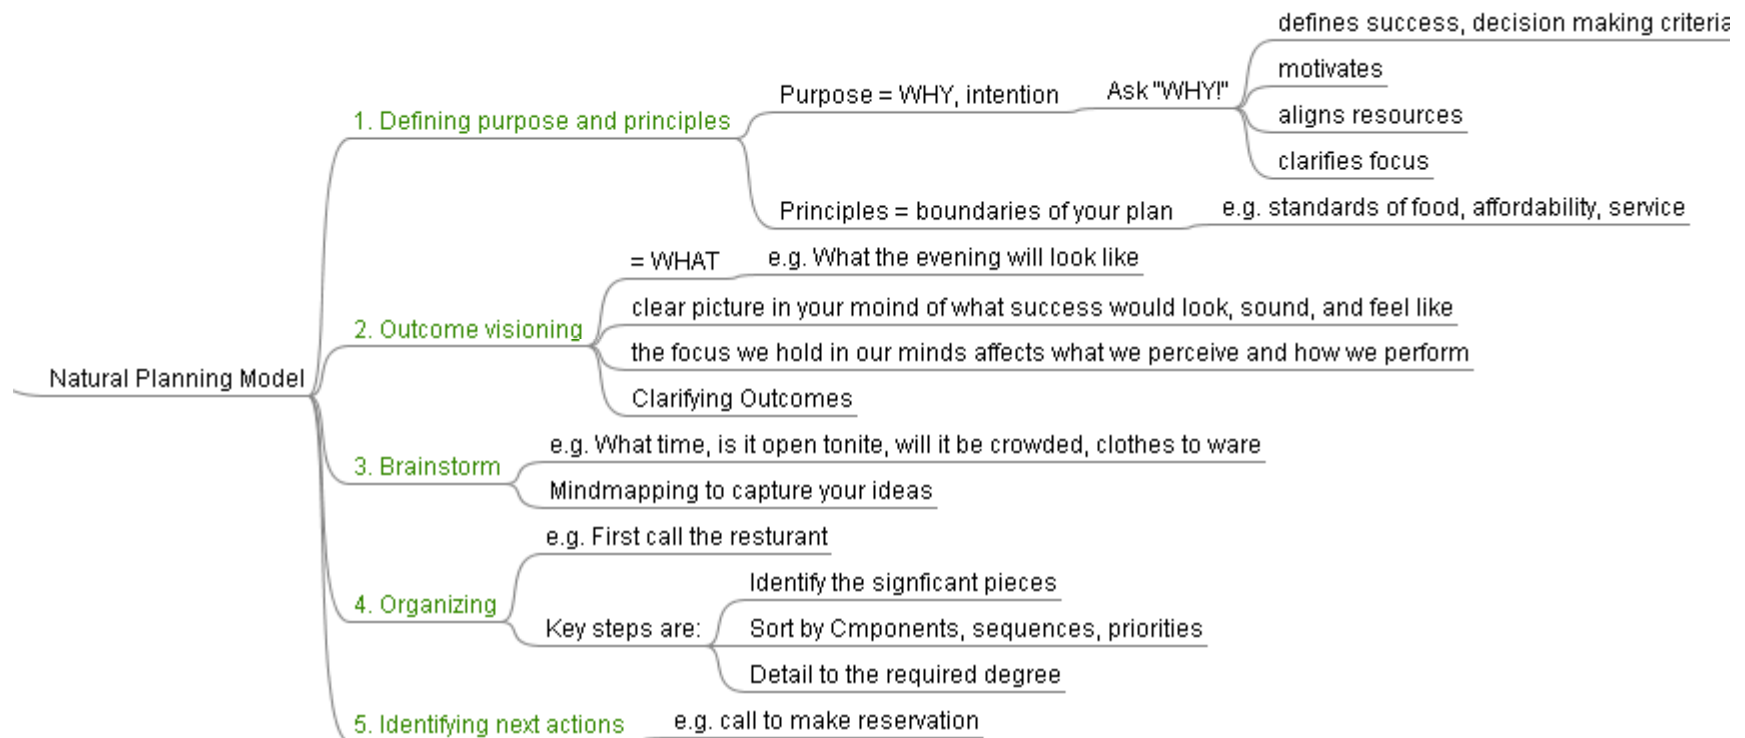 Natural Planning Model
1. Defining purpose and principles
Purpose = WHY, intention
Ask "WHY!"
defines success, decision making criteria
motivates
aligns resources
clarifies focus
Principles = boundaries of your plan
e.g. standards of food, affordability, service
2. Outcome visioning
= WHAT
e.g. What the evening will look like
clear picture in your moind of what success would look, sound, and feel like
the focus we hold in our minds affects what we perceive and how we perform
Clarifying Outcomes
3. Brainstorm
e.g. What time, is it open tonite, will it be crowded, clothes to ware
Mindmapping to capture your ideas
4. Organizing
e.g. First call the resturant
Key steps are:
Identify the signficant pieces
Sort by Cmponents, sequences, priorities
Detail to the required degree
5. Identifying next actions
e.g. call to make reservation